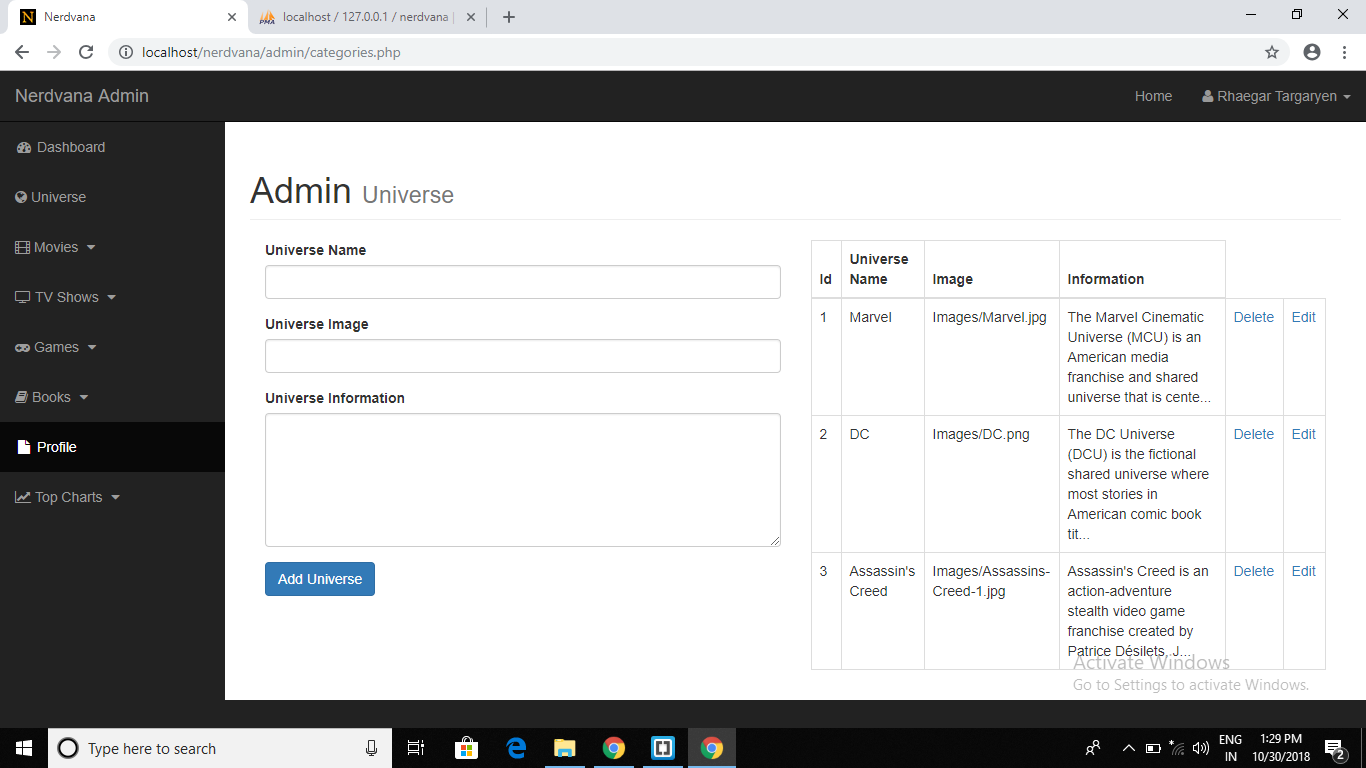 Nerdvana
localhost / 127.0.0.1 / nerdvana |
localhost/nerdvana/admin/categories.php
Nerdvana Admin
Home
Rhaegar Targaryen
Dashboard
Universe
Movies
TV Shows
Games
Books
Profile
Top Charts
Admin Universe
Universe Name
Universe Image
Universe Information
Add Universe
Id
Universe
Name
Image
Information
1
Marvel
Images/Marvel.jpg
The Marvel Cinematic
Universe (MCU) is an
American media
franchise and shared
universe that is cente...
Delete
Edit
2
DC
Images/DC.png
The DC Universe
(DCU) is the fictional
shared universe where
most stories in
American comic book
tit...
Delete
Edit
3
Assassin's
Creed
Images/Assassins-
Creed-1.jpg
Assassin's Creed is an
action-adventure
stealth video game
franchise created by
Patrice Désilets, J...
Delete
Edit
Activate Windows
Go to Settings to activate Windows.
Type here to search
ENG
IN
1:29 PM
10/30/2018
2